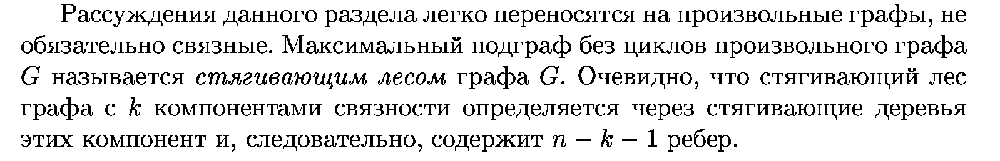 Рассуждения данного раздела легко переносятся на произвольные графы, не
обязательно связные. Максимальный подграф без циклов произвольного графа
G называется стягивающим лесом графа G. Очевидно, что стягивающий лес
графа с k компонентами связности определяется через стягивающие деревья
этих компонент и, следовательно, содержит n − k − 1 ребер.